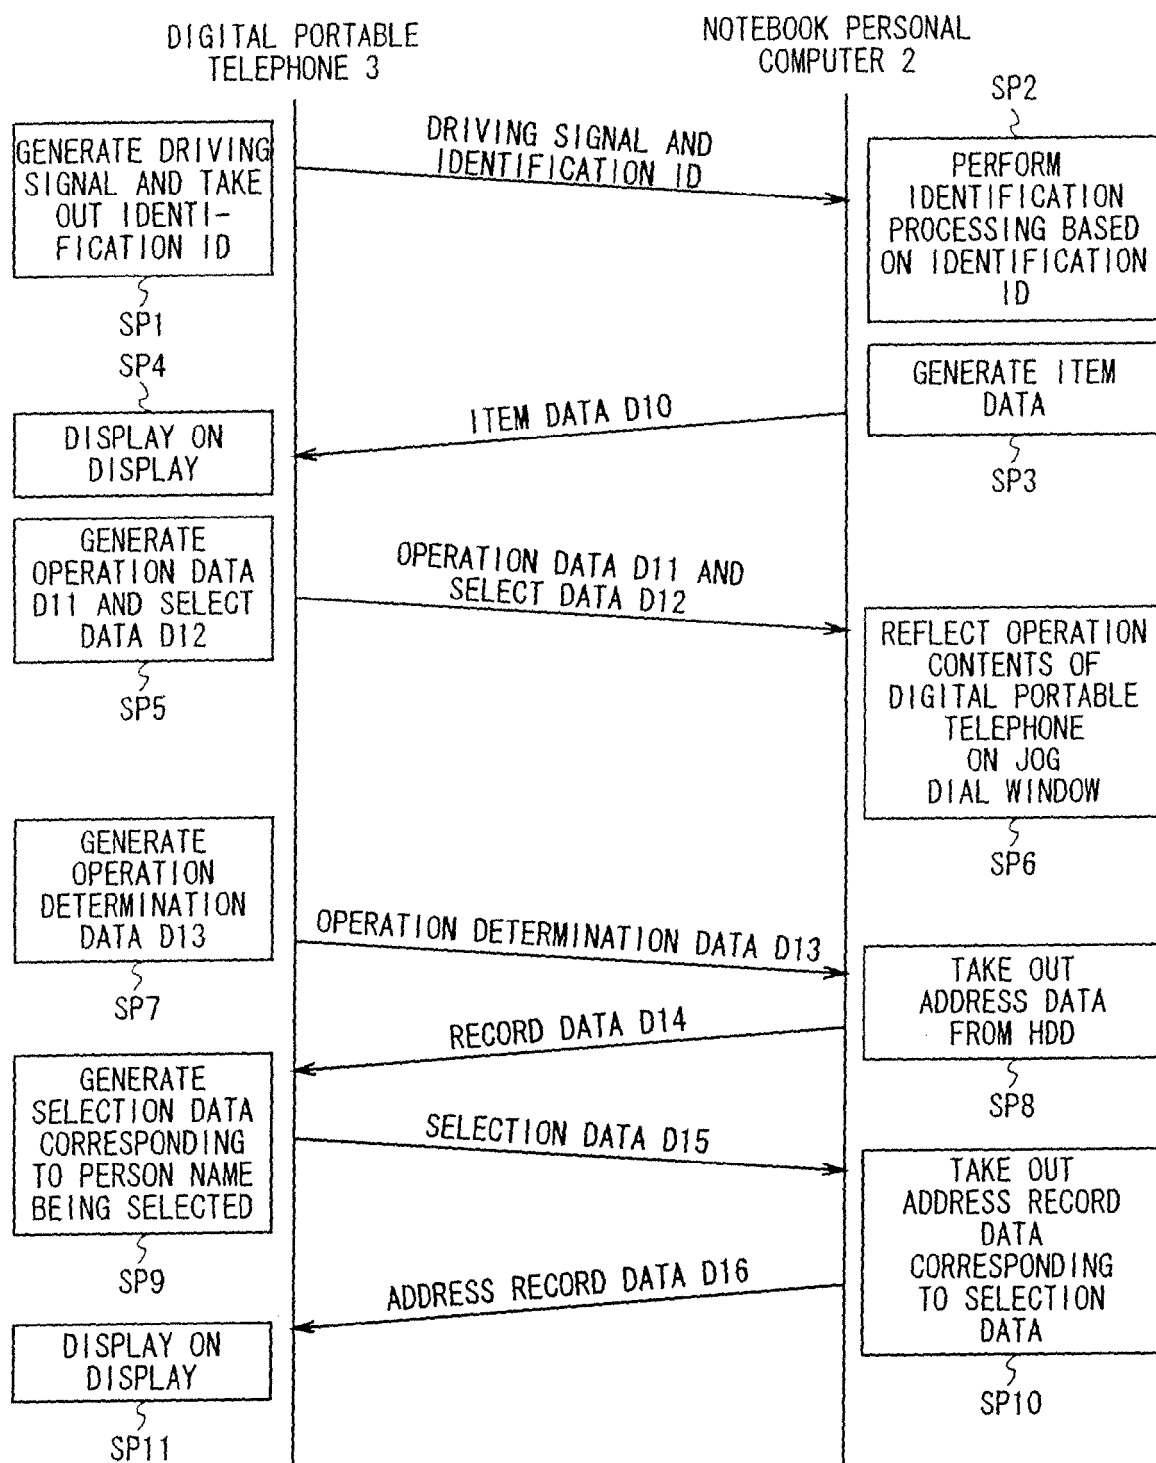 DIGITAL PORTABLE
TELEPHONE 3
NOTEBOOK PERSONAL
COMPUTER 2
SP2
GENERATE DRIVING
SIGNAL AND TAKE
OUT IDENTI-
FICATION ID
SP1
DRIVING SIGNAL AND
IDENTIFICATION ID
PERFORM
IDENTIFICATION
PROCESSING BASED
ON IDENTIFICATION
ID
SP4
DISPLAY ON
DISPLAY
ITEM DATA D10
GENERATE ITEM
DATA
SP3
GENERATE
OPERATION DATA
D11 AND SELECT
DATA D12
SP5
OPERATION DATA D11 AND
SELECT DATA D12
REFLECT OPERATION
CONTENTS OF
DIGITAL PORTABLE
TELEPHONE
ON JOG
DIAL WINDOW
SP6
GENERATE
OPERATION
DETERMINATION
DATA D13
SP7
OPERATION DETERMINATION DATA D13
TAKE OUT
ADDRESS DATA
FROM HDD
SP8
RECORD DATA D14
GENERATE
SELECTION DATA
CORRESPONDING
TO PERSON NAME
BEING SELECTED
SP9
SELECTION DATA D15
TAKE OUT
ADDRESS RECORD
DATA
CORRESPONDING
TO SELECTION
DATA
SP10
ADDRESS RECORD DATA D16
DISPLAY ON
DISPLAY
SP11